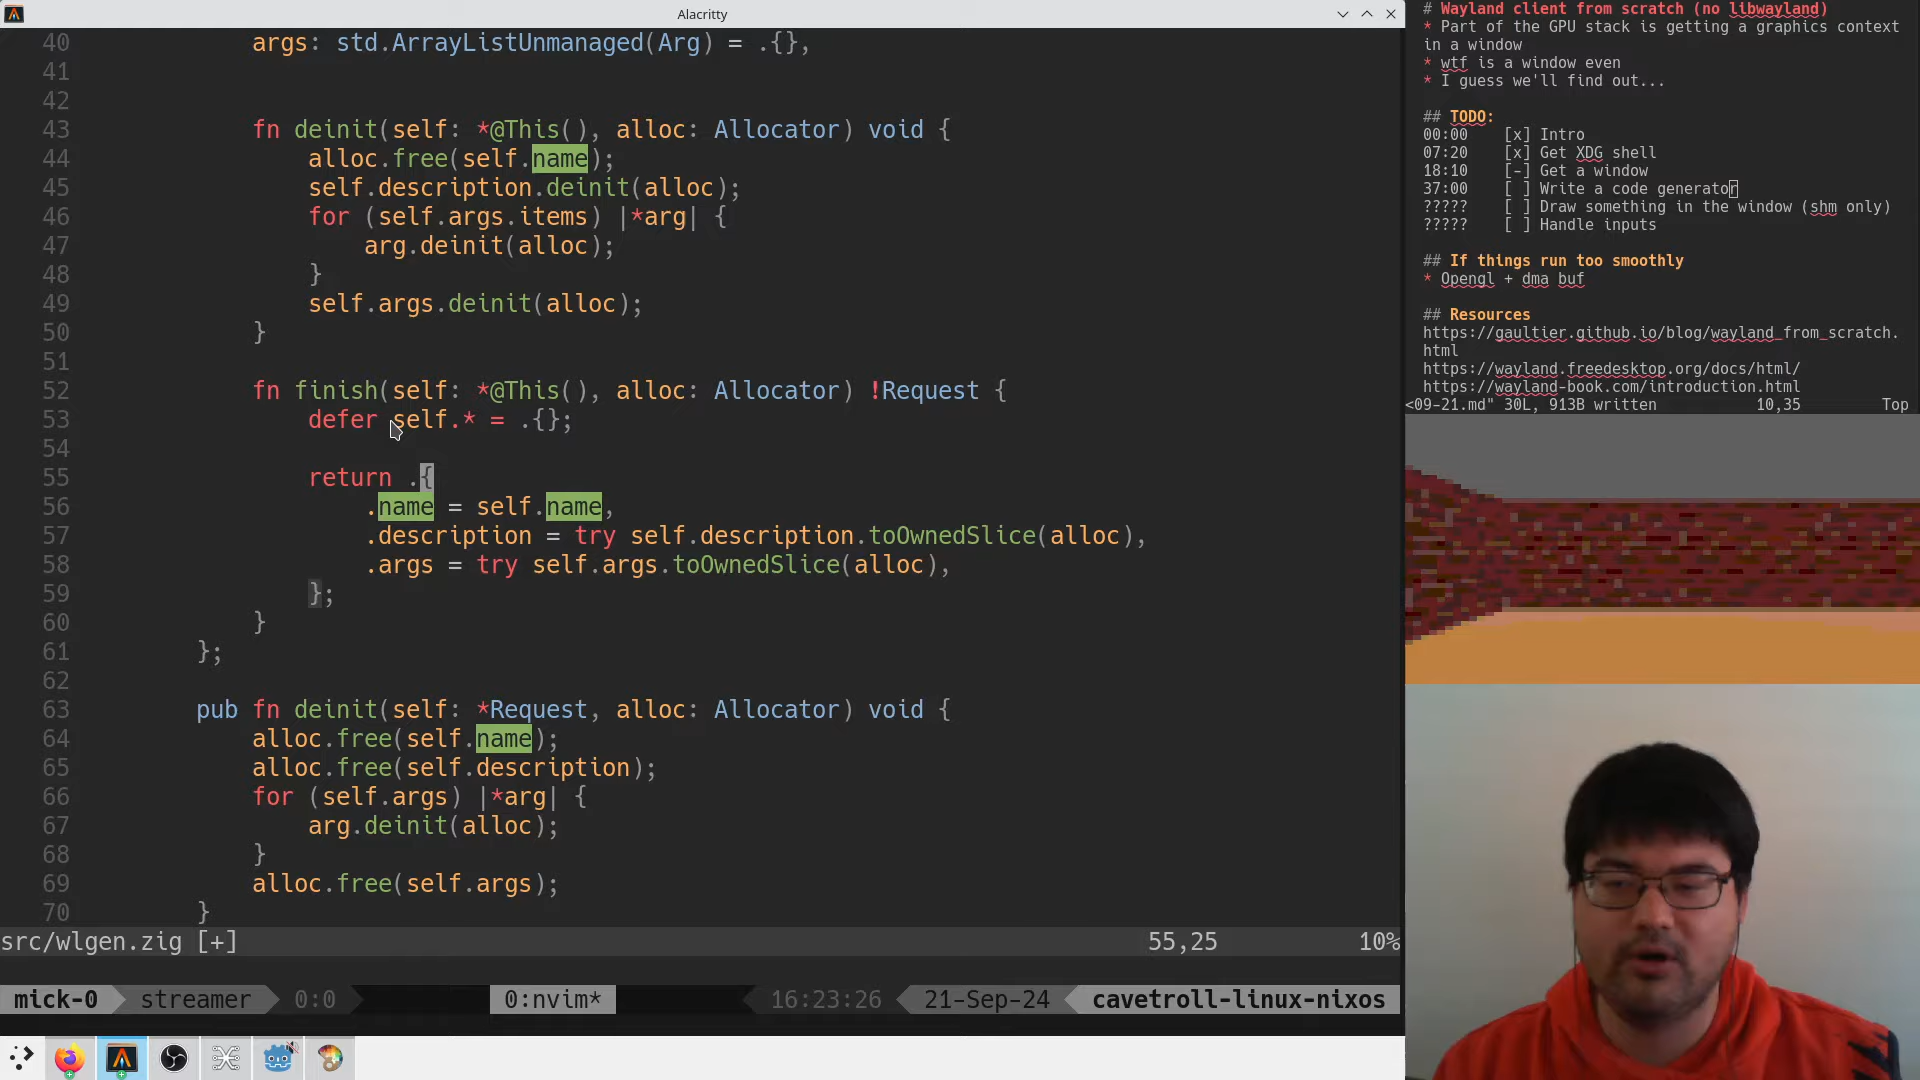 Alacritty
40 args: std.ArrayListUnmanaged(Arg) = .{},
41
42
43 fn deinit(self: *@This(), alloc: Allocator) void {
44 alloc.free(self.name);
45 self.description.deinit(alloc);
46 for (self.args.items) |*arg| {
47 arg.deinit(alloc);
48 }
49 self.args.deinit(alloc);
50 }
51
52 fn finish(self: *@This(), alloc: Allocator) !Request {
53 defer self.* = .{};
54
55 return .{
56 .name = self.name,
57 .description = try self.description.toOwnedSlice(alloc),
58 .args = try self.args.toOwnedSlice(alloc),
59 };
60 }
61 };
62
63 pub fn deinit(self: *Request, alloc: Allocator) void {
64 alloc.free(self.name);
65 alloc.free(self.description);
66 for (self.args) |*arg| {
67 arg.deinit(alloc);
68 }
69 alloc.free(self.args);
70 }
src/wlgen.zig [+] 55,25 10%
mick-0 streamer 0:0 0:nvim* 16:23:26 21-Sep-24 cavetroll-linux-nixos
# Wayland client from scratch (no libwayland)
* Part of the GPU stack is getting a graphics context
in a window
* wtf is a window even
* I guess we'll find out...
## TODO:
00:00 [x] Intro
07:20 [x] Get XDG shell
18:10 [-] Get a window
37:00 [ ] Write a code generator
????? [ ] Draw something in the window (shm only)
????? [ ] Handle inputs
## If things run too smoothly
* Opengl + dma buf
## Resources
https://gaultier.github.io/blog/wayland_from_scratch.
html
https://wayland.freedesktop.org/docs/html/
https://wayland-book.com/introduction.html
<09-21.md" 30L, 913B written 10,35 Top